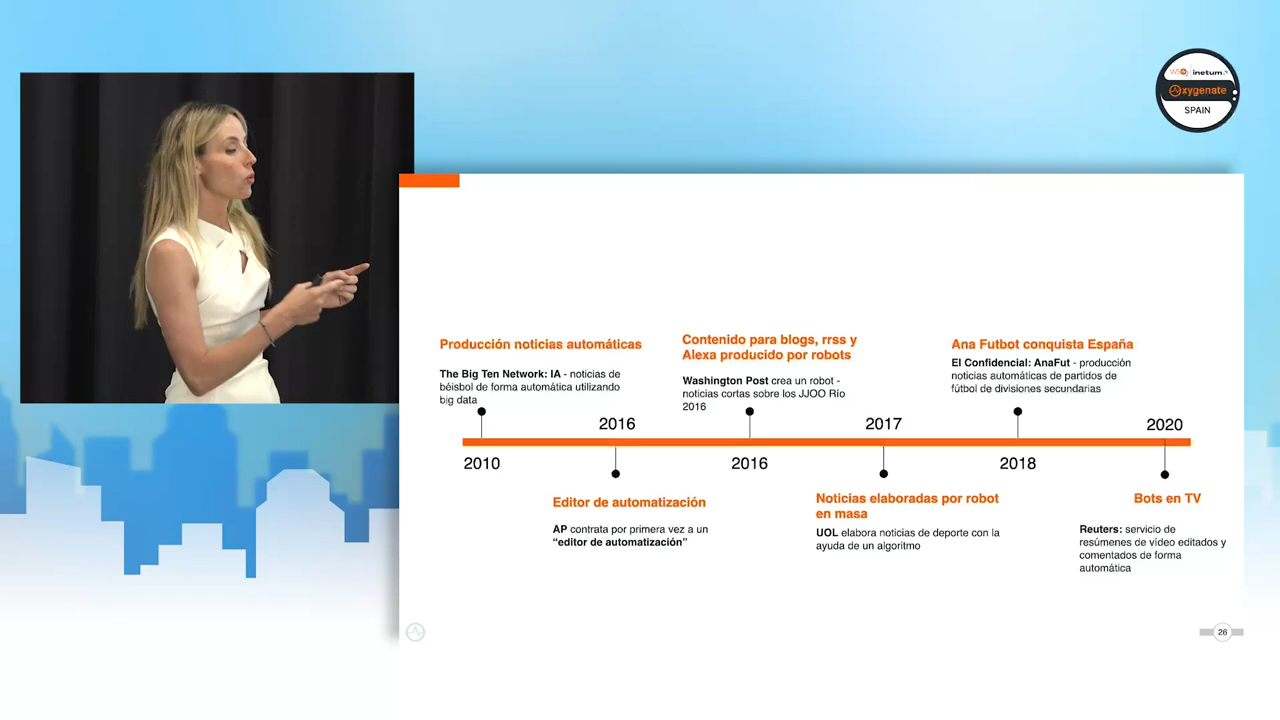 WSO2 inetum.
Oxygenate
SPAIN
Producción noticias automáticas
The Big Ten Network: IA - noticias de
béisbol de forma automática utilizando
big data
Contenido para blogs, rrss y
Alexa producido por robots
Washington Post crea un robot -
noticias cortas sobre los JJOO Río
2016
Ana Futbot conquista España
El Confidencial: AnaFut - producción
noticias automáticas de partidos de
fútbol de divisiones secundarias
2016
2017
2020
2010
2016
2018
Editor de automatización
AP contrata por primera vez a un
“editor de automatización”
Noticias elaboradas por robot
en masa
UOL elabora noticias de deporte con la
ayuda de un algoritmo
Bots en TV
Reuters: servicio de
resúmenes de vídeo editados y
comentados de forma
automática
26